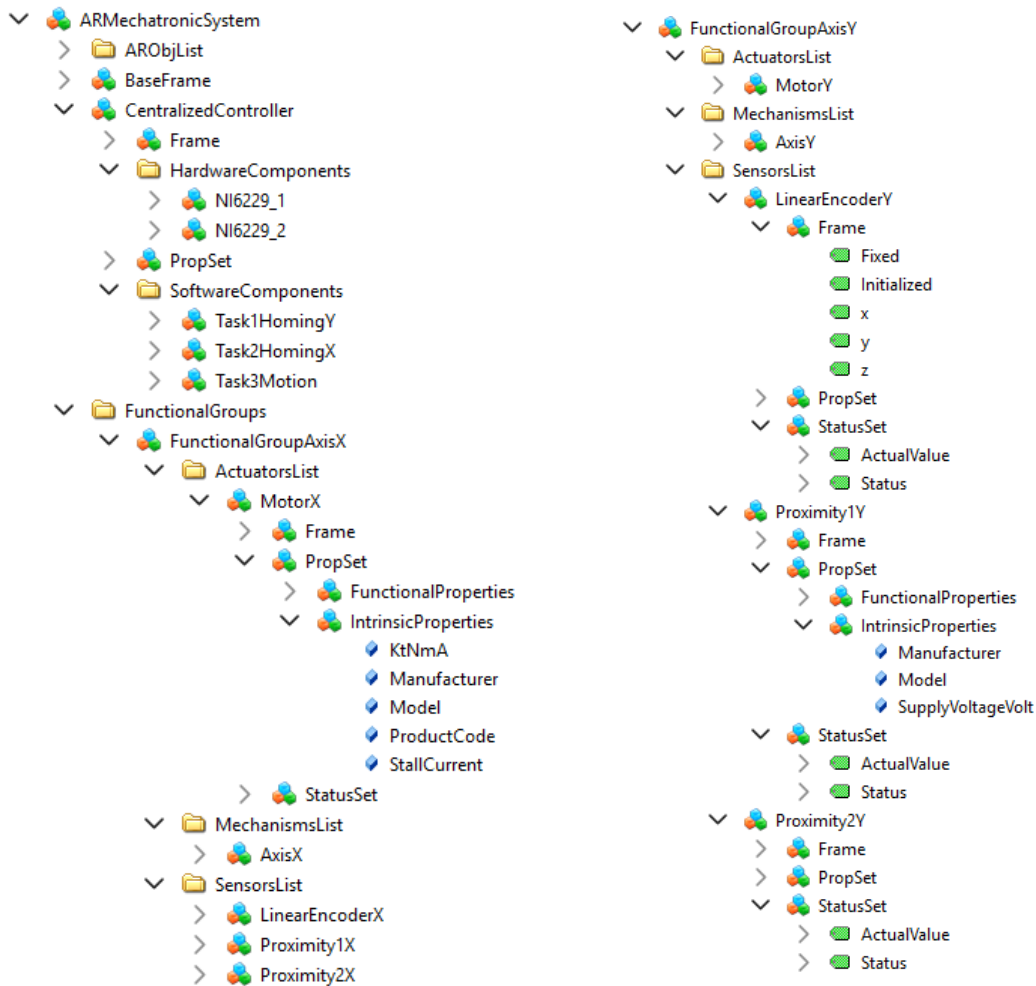 ARMechatronicSystem
ARObjList
BaseFrame
CentralizedController
Frame
HardwareComponents
NI6229_1
NI6229_2
PropSet
SoftwareComponents
Task1HomingY
Task2HomingX
Task3Motion
FunctionalGroups
FunctionalGroupAxisX
ActuatorsList
MotorX
Frame
PropSet
FunctionalProperties
IntrinsicProperties
KtNmA
Manufacturer
Model
ProductCode
StallCurrent
StatusSet
MechanismsList
AxisX
SensorsList
LinearEncoderX
Proximity1X
Proximity2X
FunctionalGroupAxisY
ActuatorsList
MotorY
MechanismsList
AxisY
SensorsList
LinearEncoderY
Frame
Fixed
Initialized
x
y
z
PropSet
StatusSet
ActualValue
Status
Proximity1Y
Frame
PropSet
FunctionalProperties
IntrinsicProperties
Manufacturer
Model
SupplyVoltageVolt
StatusSet
ActualValue
Status
Proximity2Y
Frame
PropSet
StatusSet
ActualValue
Status